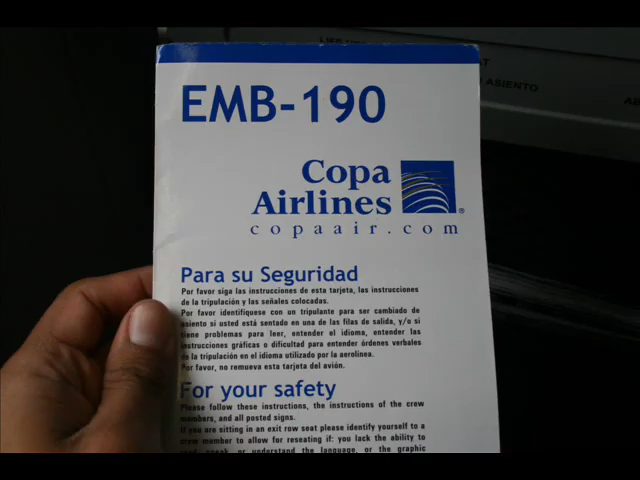 LIFE
AT
ASIENTO
EMB-190
Copa
Airlines
copaair.com
Para su Seguridad
Por favor siga las instrucciones de esta tarjeta, las instrucciones
de la tripulación y las señales colocadas.
Por favor identifíquese con un tripulante para ser cambiado de
asiento si usted está sentado en una de las filas de salida, y/o si
tiene problemas para leer, entender el idioma, entender las
instrucciones gráficas o dificultad para entender órdenes verbales
de la tripulación en el idioma utilizado por la aerolínea.
Por favor, no remueva esta tarjeta del avión.
For your safety
Please follow these instructions, the instructions of the crew
members, and all posted signs.
If you are sitting in an exit row seat please identify yourself to a
crew member to allow for reseating if: you lack the ability to
read, speak, or understand the language, or the graphic